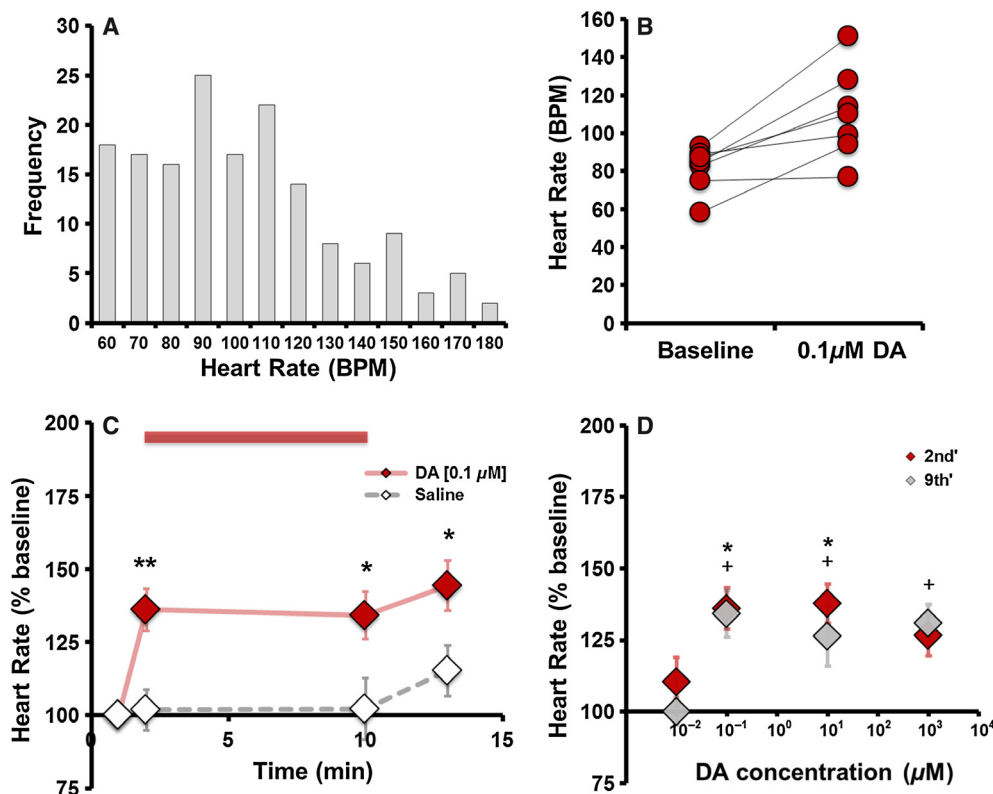 A
30
25
20
15
10
5
0
Frequency
60 70 80 90 100 110 120 130 140 150 160 170 180
Heart Rate (BPM)
B
160
140
120
100
80
60
40
20
0
Heart Rate (BPM)
Baseline 0.1µM DA
C
200
175
150
125
100
75
Heart Rate (% baseline)
DA [0.1 µM]
Saline
** * *
0 5 10 15
Time (min)
D
200
175
150
125
100
75
Heart Rate (% baseline)
2nd'
9th'
* *
+ + +
10⁻² 10⁻¹ 10⁰ 10¹ 10² 10³ 10⁴
DA concentration (µM)